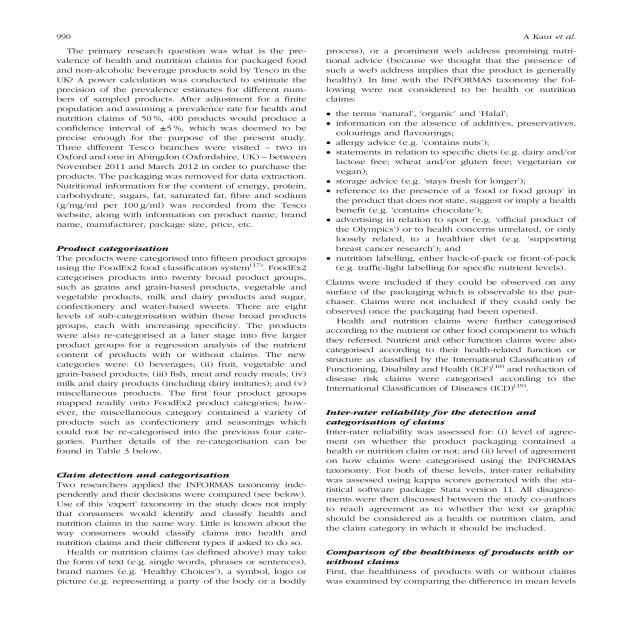 990
A Kaur et al.
The primary research question was what is the pre-
valence of health and nutrition claims for packaged food
and non-alcoholic beverage products sold by Tesco in the
UK? A power calculation was conducted to estimate the
precision of the prevalence estimates for different num-
bers of sampled products. After adjustment for a finite
population and assuming a prevalence rate for health and
nutrition claims of 50 %, 400 products would produce a
confidence interval of ±5 %, which was deemed to be
precise enough for the purpose of the present study.
Three different Tesco branches were visited – two in
Oxford and one in Abingdon (Oxfordshire, UK) – between
November 2011 and March 2012 in order to purchase the
products. The packaging was removed for data extraction.
Nutritional information for the content of energy, protein,
carbohydrate, sugars, fat, saturated fat, fibre and sodium
(g/mg/ml per 100 g/ml) was recorded from the Tesco
website, along with information on product name, brand
name, manufacturer, package size, price, etc.
Product categorisation
The products were categorised into fifteen product groups
using the FoodEx2 food classification system(17). FoodEx2
categorises products into twenty broad product groups,
such as grains and grain-based products, vegetable and
vegetable products, milk and dairy products and sugar,
confectionery and water-based sweets. There are eight
levels of sub-categorisation within these broad products
groups, each with increasing specificity. The products
were also re-categorised at a later stage into five larger
product groups for a regression analysis of the nutrient
content of products with or without claims. The new
categories were: (i) beverages; (ii) fruit, vegetable and
grain-based products; (iii) fish, meat and ready meals; (iv)
milk and dairy products (including dairy imitates); and (v)
miscellaneous products. The first four product groups
mapped readily onto FoodEx2 product categories; how-
ever, the miscellaneous category contained a variety of
products such as confectionery and seasonings which
could not be re-categorised into the previous four cate-
gories. Further details of the re-categorisation can be
found in Table 3 below.
Claim detection and categorisation
Two researchers applied the INFORMAS taxonomy inde-
pendently and their decisions were compared (see below).
Use of this 'expert' taxonomy in the study does not imply
that consumers would identify and classify health and
nutrition claims in the same way. Little is known about the
way consumers would classify claims into health and
nutrition claims and their different types if asked to do so.
Health or nutrition claims (as defined above) may take
the form of text (e.g. single words, phrases or sentences),
brand names (e.g. 'Healthy Choices'), a symbol, logo or
picture (e.g. representing a part of the body or a bodily
process), or a prominent web address promising nutri-
tional advice (because we thought that the presence of
such a web address implies that the product is generally
healthy). In line with the INFORMAS taxonomy the fol-
lowing were not considered to be health or nutrition
claims:
• the terms 'natural', 'organic' and 'Halal';
• information on the absence of additives, preservatives,
colourings and flavourings;
• allergy advice (e.g. 'contains nuts');
• statements in relation to specific diets (e.g. dairy and/or
lactose free; wheat and/or gluten free; vegetarian or
vegan);
• storage advice (e.g. 'stays fresh for longer');
• reference to the presence of a 'food or food group' in
the product that does not state, suggest or imply a health
benefit (e.g. 'contains chocolate');
• advertising in relation to sport (e.g. 'official product of
the Olympics') or to health concerns unrelated, or only
loosely related, to a healthier diet (e.g. 'supporting
breast cancer research'); and
• nutrition labelling, either back-of-pack or front-of-pack
(e.g. traffic-light labelling for specific nutrient levels).
Claims were included if they could be observed on any
surface of the packaging which is observable to the pur-
chaser. Claims were not included if they could only be
observed once the packaging had been opened.
Health and nutrition claims were further categorised
according to the nutrient or other food component to which
they referred. Nutrient and other function claims were also
categorised according to their health-related function or
structure as classified by the International Classification of
Functioning, Disability and Health (ICF)(18) and reduction of
disease risk claims were categorised according to the
International Classification of Diseases (ICD)(19).
Inter-rater reliability for the detection and
categorisation of claims
Inter-rater reliability was assessed for: (i) level of agree-
ment on whether the product packaging contained a
health or nutrition claim or not; and (ii) level of agreement
on how claims were categorised using the INFORMAS
taxonomy. For both of these levels, inter-rater reliability
was assessed using kappa scores generated with the sta-
tistical software package Stata version 11. All disagree-
ments were then discussed between the study co-authors
to reach agreement as to whether the text or graphic
should be considered as a health or nutrition claim, and
the claim category in which it should be included.
Comparison of the healthiness of products with or
without claims
First, the healthiness of products with or without claims
was examined by comparing the difference in mean levels